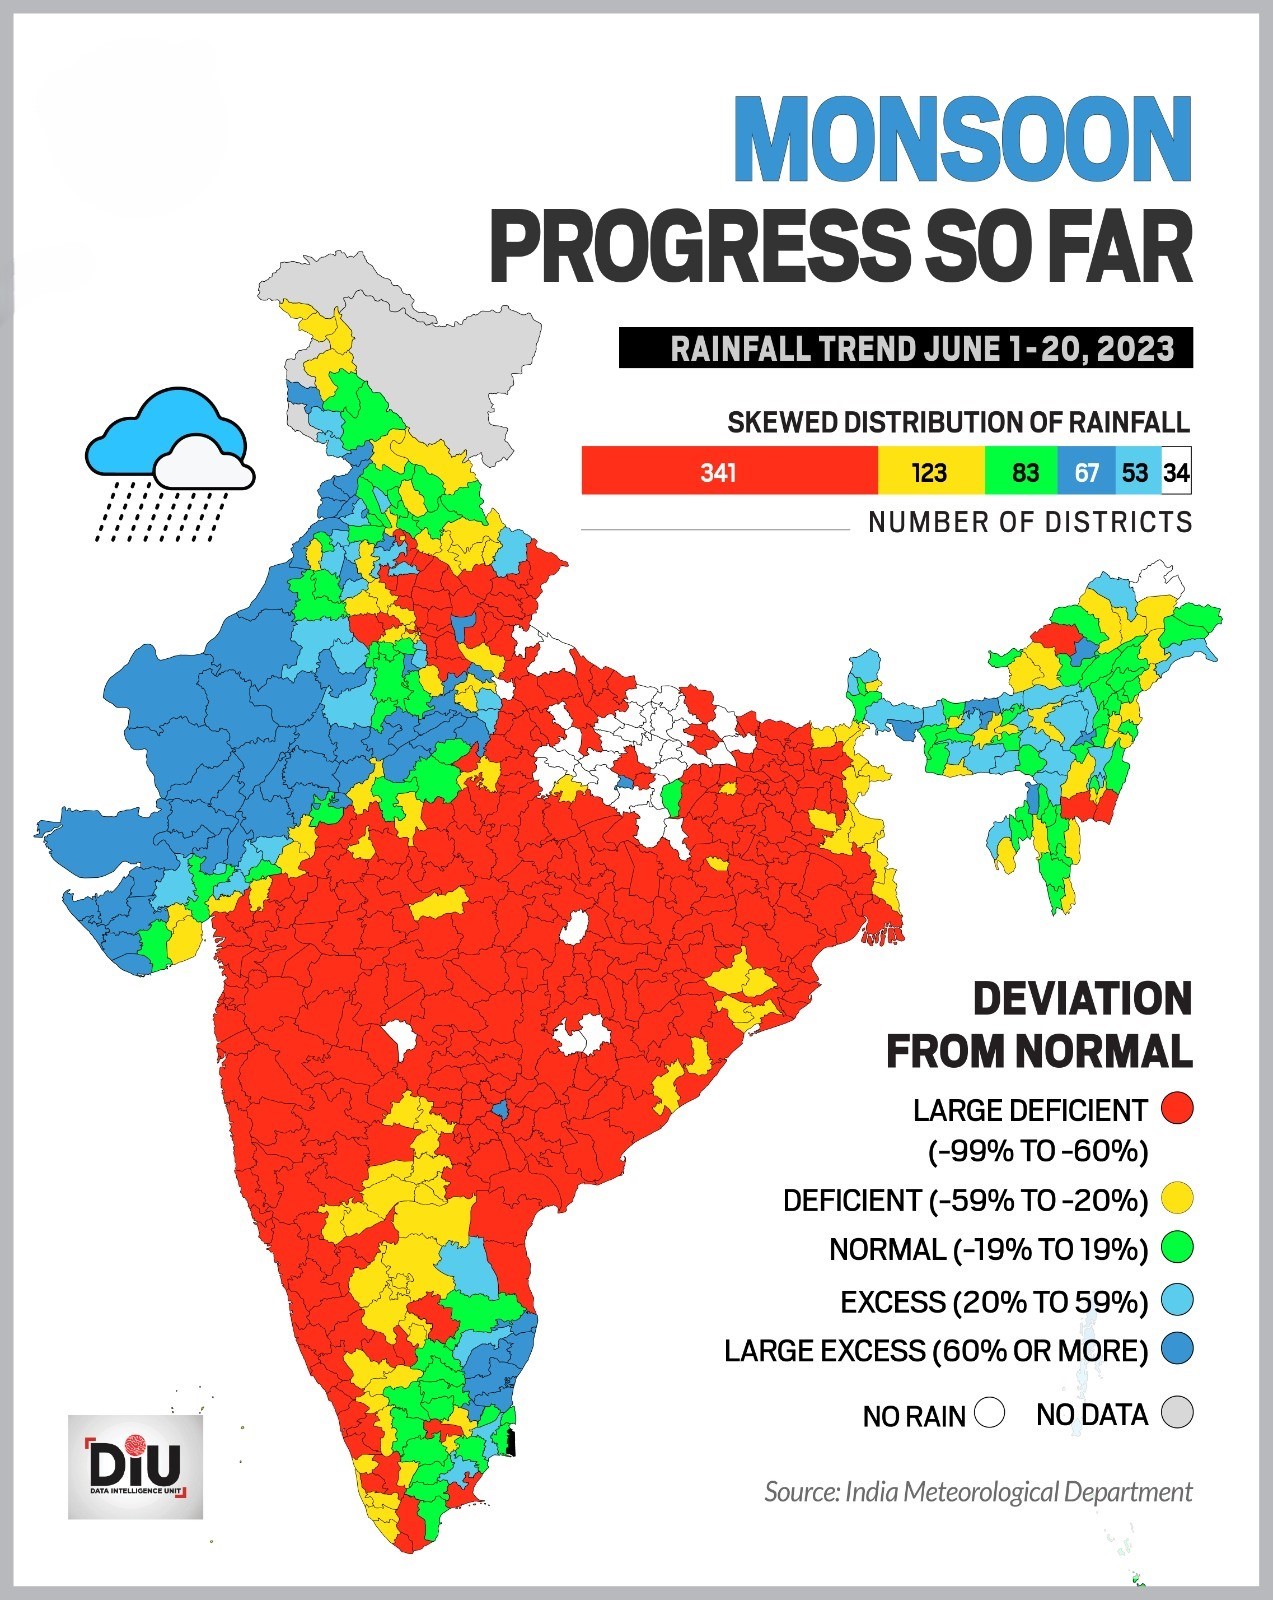 MONSOON
PROGRESS SO FAR
RAINFALL TREND JUNE 1-20, 2023
SKEWED DISTRIBUTION OF RAINFALL
341 123 83 67 53 34
NUMBER OF DISTRICTS
DEVIATION
FROM NORMAL
LARGE DEFICIENT
(-99% TO -60%)
DEFICIENT (-59% TO -20%)
NORMAL (-19% TO 19%)
EXCESS (20% TO 59%)
LARGE EXCESS (60% OR MORE)
NO RAIN NO DATA
DIU
DATA INTELLIGENCE UNIT
Source: India Meteorological Department